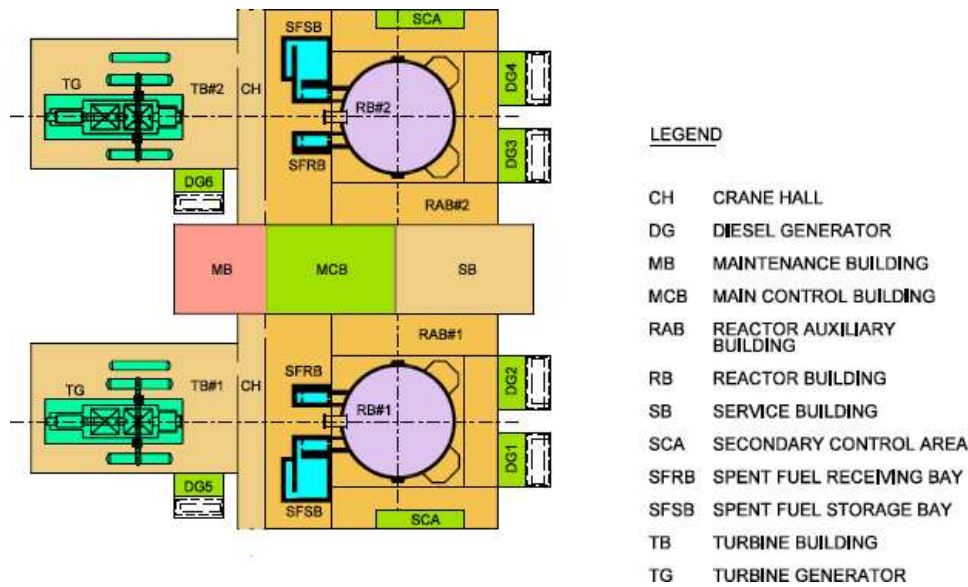 SCA
SFSB
DG4
TG
TB#2
CH
RB#2
DG3
SFRB
DG6
RAB#2
MB
MCB
SB
RAB#1
SFRB
DG2
TG
TB#1
CH
RB#1
DG1
DG5
SFSB
SCA
LEGEND
CH CRANE HALL
DG DIESEL GENERATOR
MB MAINTENANCE BUILDING
MCB MAIN CONTROL BUILDING
RAB REACTOR AUXILIARY
BUILDING
RB REACTOR BUILDING
SB SERVICE BUILDING
SCA SECONDARY CONTROL AREA
SFRB SPENT FUEL RECEIVING BAY
SFSB SPENT FUEL STORAGE BAY
TB TURBINE BUILDING
TG TURBINE GENERATOR